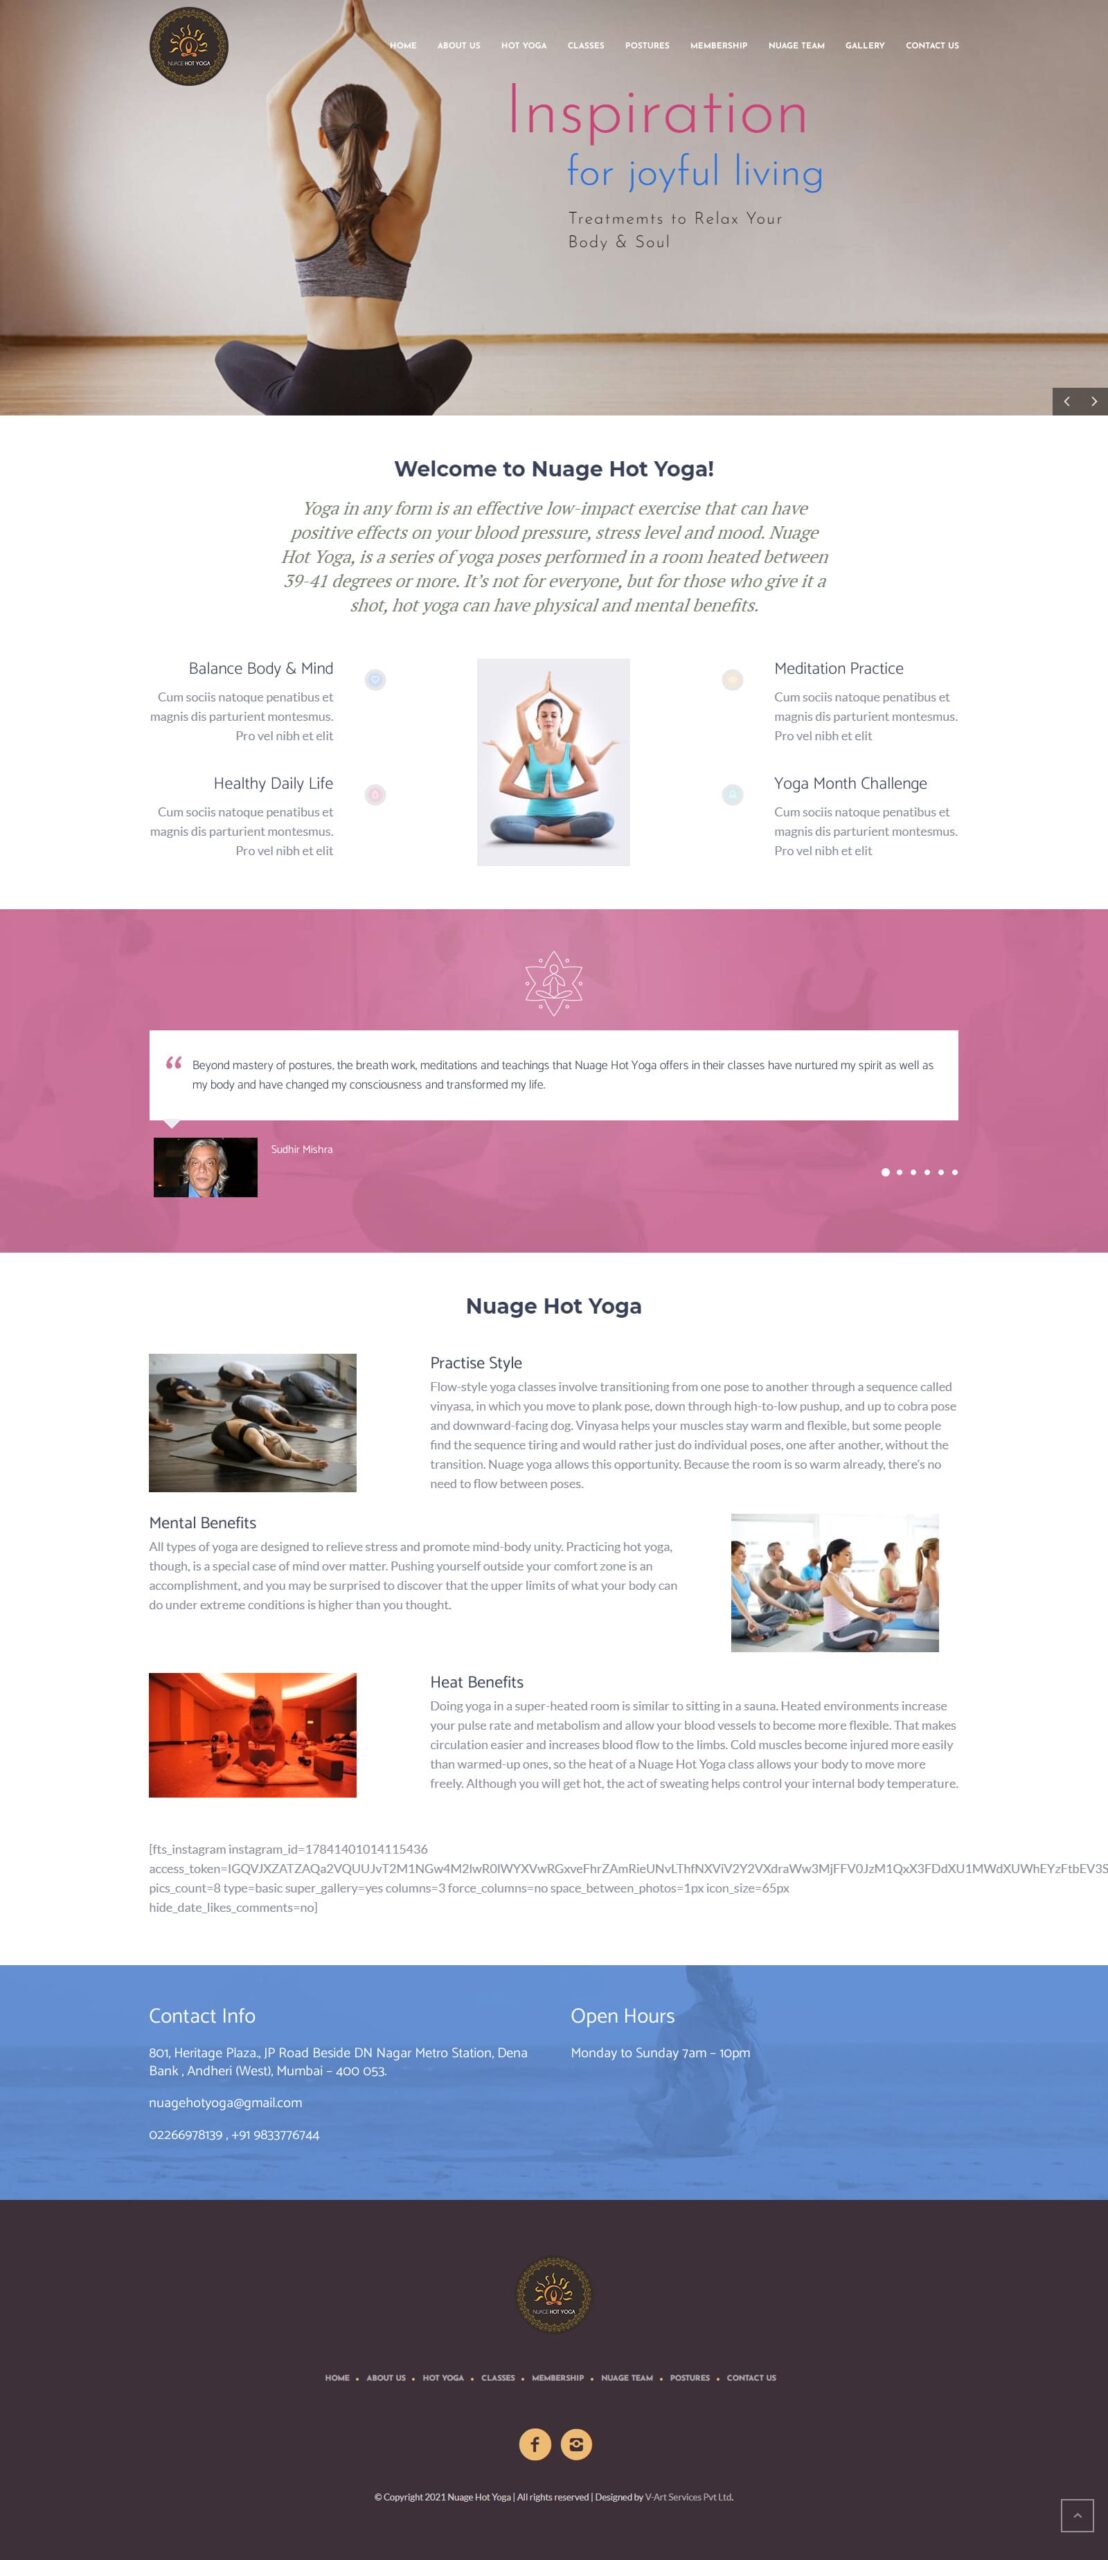 NUAGE HOT YOGA
HOME ABOUT US HOT YOGA CLASSES POSTURES MEMBERSHIP NUAGE TEAM GALLERY CONTACT US
Inspiration
for joyful living
Treatmemts to Relax Your
Body & Soul
Welcome to Nuage Hot Yoga!
Yoga in any form is an effective low-impact exercise that can have
positive effects on your blood pressure, stress level and mood. Nuage
Hot Yoga, is a series of yoga poses performed in a room heated between
39-41 degrees or more. It’s not for everyone, but for those who give it a
shot, hot yoga can have physical and mental benefits.
Balance Body & Mind
Cum sociis natoque penatibus et
magnis dis parturient montesmus.
Pro vel nibh et elit
Healthy Daily Life
Cum sociis natoque penatibus et
magnis dis parturient montesmus.
Pro vel nibh et elit
Meditation Practice
Cum sociis natoque penatibus et
magnis dis parturient montesmus.
Pro vel nibh et elit
Yoga Month Challenge
Cum sociis natoque penatibus et
magnis dis parturient montesmus.
Pro vel nibh et elit
“ Beyond mastery of postures, the breath work, meditations and teachings that Nuage Hot Yoga offers in their classes have nurtured my spirit as well as
my body and have changed my consciousness and transformed my life.
Sudhir Mishra
Nuage Hot Yoga
Practise Style
Flow-style yoga classes involve transitioning from one pose to another through a sequence called
vinyasa, in which you move to plank pose, down through high-to-low pushup, and up to cobra pose
and downward-facing dog. Vinyasa helps your muscles stay warm and flexible, but some people
find the sequence tiring and would rather just do individual poses, one after another, without the
transition. Nuage yoga allows this opportunity. Because the room is so warm already, there’s no
need to flow between poses.
Mental Benefits
All types of yoga are designed to relieve stress and promote mind-body unity. Practicing hot yoga,
though, is a special case of mind over matter. Pushing yourself outside your comfort zone is an
accomplishment, and you may be surprised to discover that the upper limits of what your body can
do under extreme conditions is higher than you thought.
Heat Benefits
Doing yoga in a super-heated room is similar to sitting in a sauna. Heated environments increase
your pulse rate and metabolism and allow your blood vessels to become more flexible. That makes
circulation easier and increases blood flow to the limbs. Cold muscles become injured more easily
than warmed-up ones, so the heat of a Nuage Hot Yoga class allows your body to move more
freely. Although you will get hot, the act of sweating helps control your internal body temperature.
[fts_instagram instagram_id=17841401014115436
pics_count=8 type=basic super_gallery=yes columns=3 force_columns=no space_between_photos=1px icon_size=65px
hide_date_likes_comments=no]
Contact Info
801, Heritage Plaza., JP Road Beside DN Nagar Metro Station, Dena
Bank , Andheri (West), Mumbai – 400 053.
nuagehotyoga@gmail.com
02266978139 , +91 9833776744
Open Hours
Monday to Sunday 7am – 10pm
NUAGE HOT YOGA
HOME • ABOUT US • HOT YOGA • CLASSES • MEMBERSHIP • NUAGE TEAM • POSTURES • CONTACT US
© Copyright 2021 Nuage Hot Yoga | All rights reserved | Designed by V-Art Services Pvt Ltd.